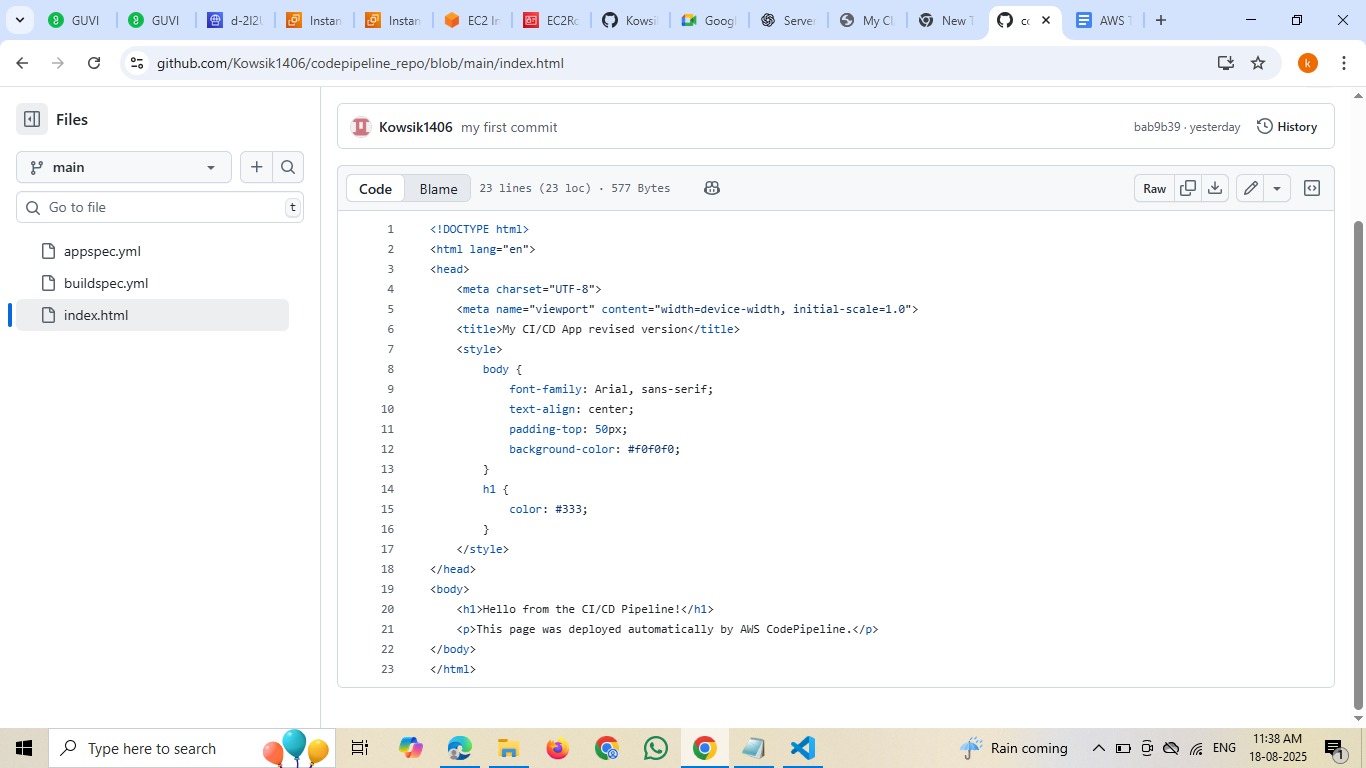 GUVI
GUVI
d-2I2U
Instan
Instan
EC2 In
EC2Ro
Kowsi
Googl
Server
My C
New T
co
AWS T
github.com/Kowsik1406/codepipeline_repo/blob/main/index.html
k
Files
main
Go to file
t
appspec.yml
buildspec.yml
index.html
Kowsik1406 my first commit
bab9b39 · yesterday
History
Code
Blame
23 lines (23 loc) · 577 Bytes
Raw
1 <!DOCTYPE html>
2 <html lang="en">
3 <head>
4     <meta charset="UTF-8">
5     <meta name="viewport" content="width=device-width, initial-scale=1.0">
6     <title>My CI/CD App revised version</title>
7     <style>
8         body {
9             font-family: Arial, sans-serif;
10             text-align: center;
11             padding-top: 50px;
12             background-color: #f0f0f0;
13         }
14         h1 {
15             color: #333;
16         }
17     </style>
18 </head>
19 <body>
20     <h1>Hello from the CI/CD Pipeline!</h1>
21     <p>This page was deployed automatically by AWS CodePipeline.</p>
22 </body>
23 </html>
Type here to search
Rain coming
ENG
11:38 AM
18-08-2025
1